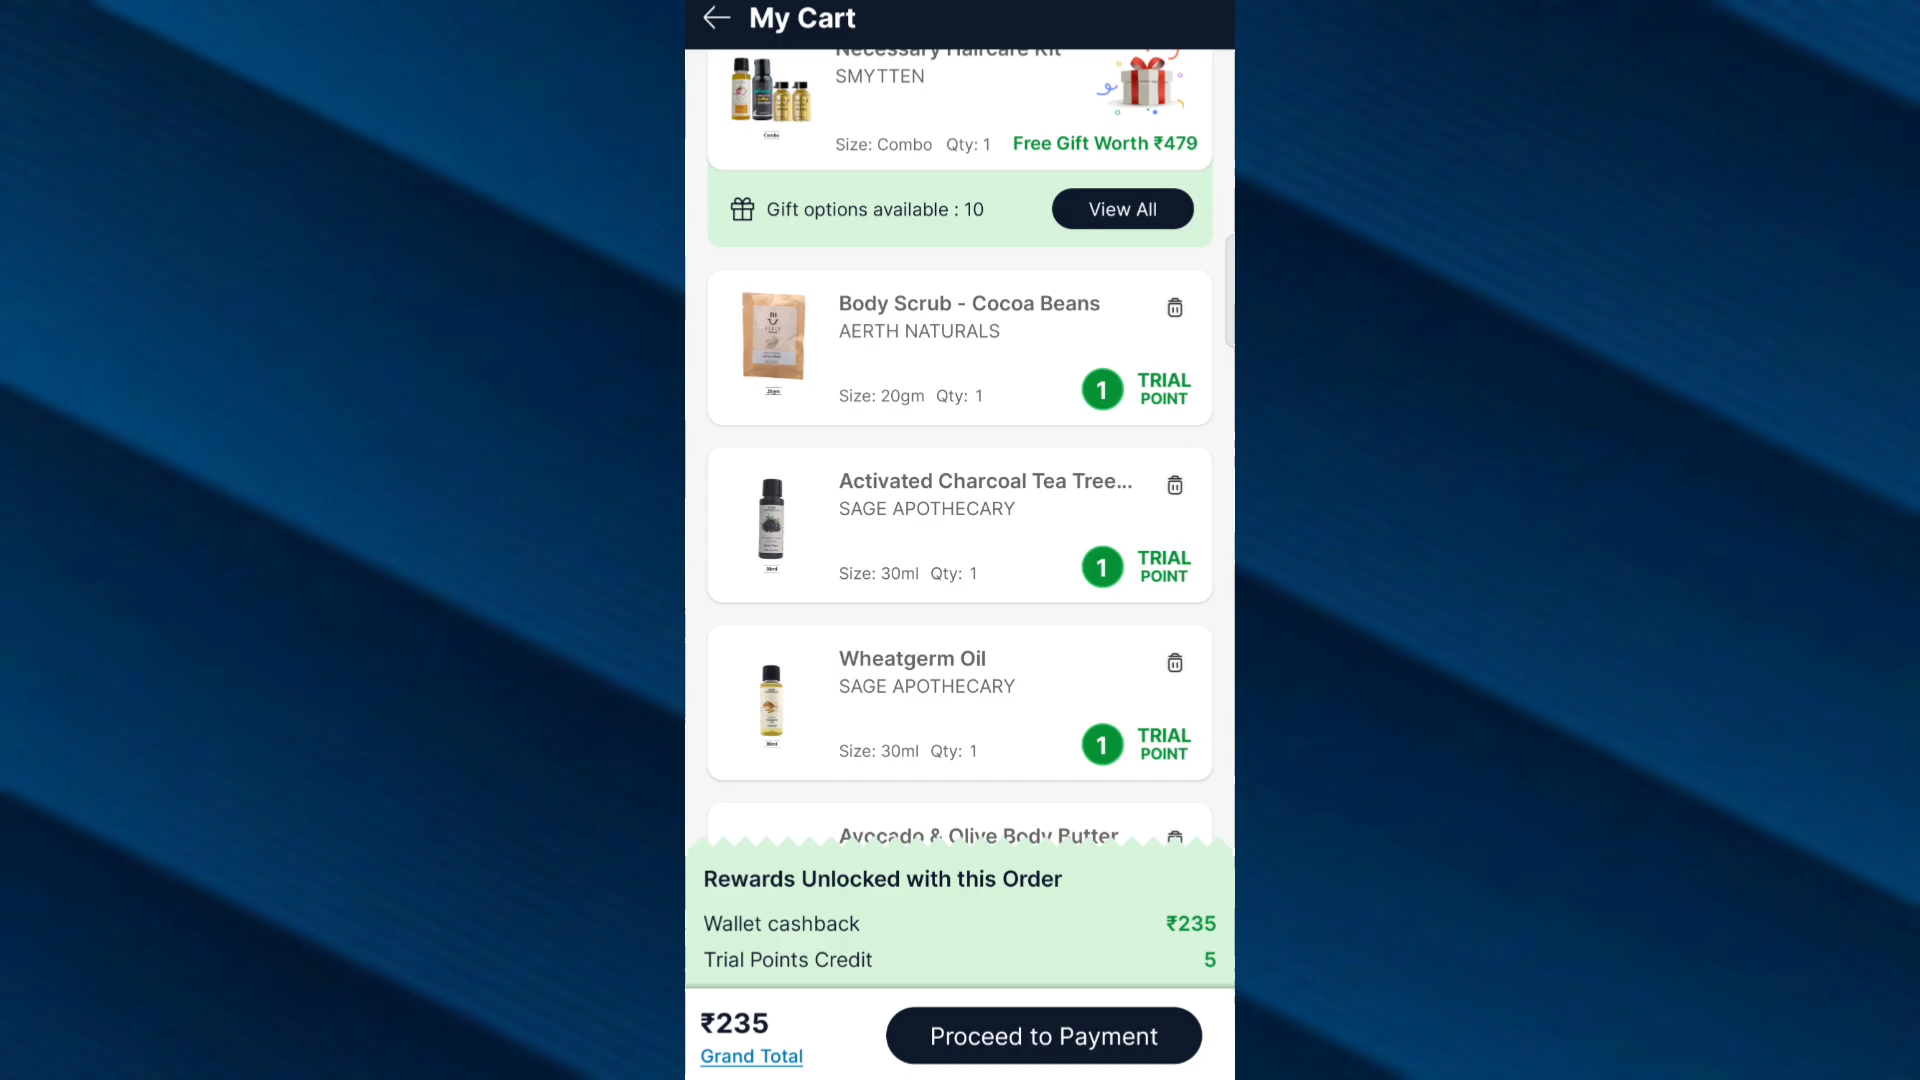 My Cart
Necessary Haircare Kit
SMYTTEN
Combo
Size: Combo Qty: 1
Free Gift Worth ₹479
Gift options available : 10
View All
Body Scrub - Cocoa Beans
AERTH NATURALS
20gm
Size: 20gm Qty: 1
1 TRIAL POINT
Activated Charcoal Tea Tree...
SAGE APOTHECARY
30ml
Size: 30ml Qty: 1
1 TRIAL POINT
Wheatgerm Oil
SAGE APOTHECARY
30ml
Size: 30ml Qty: 1
1 TRIAL POINT
Avocado & Olive Body Butter
Rewards Unlocked with this Order
Wallet cashback ₹235
Trial Points Credit 5
₹235
Grand Total
Proceed to Payment